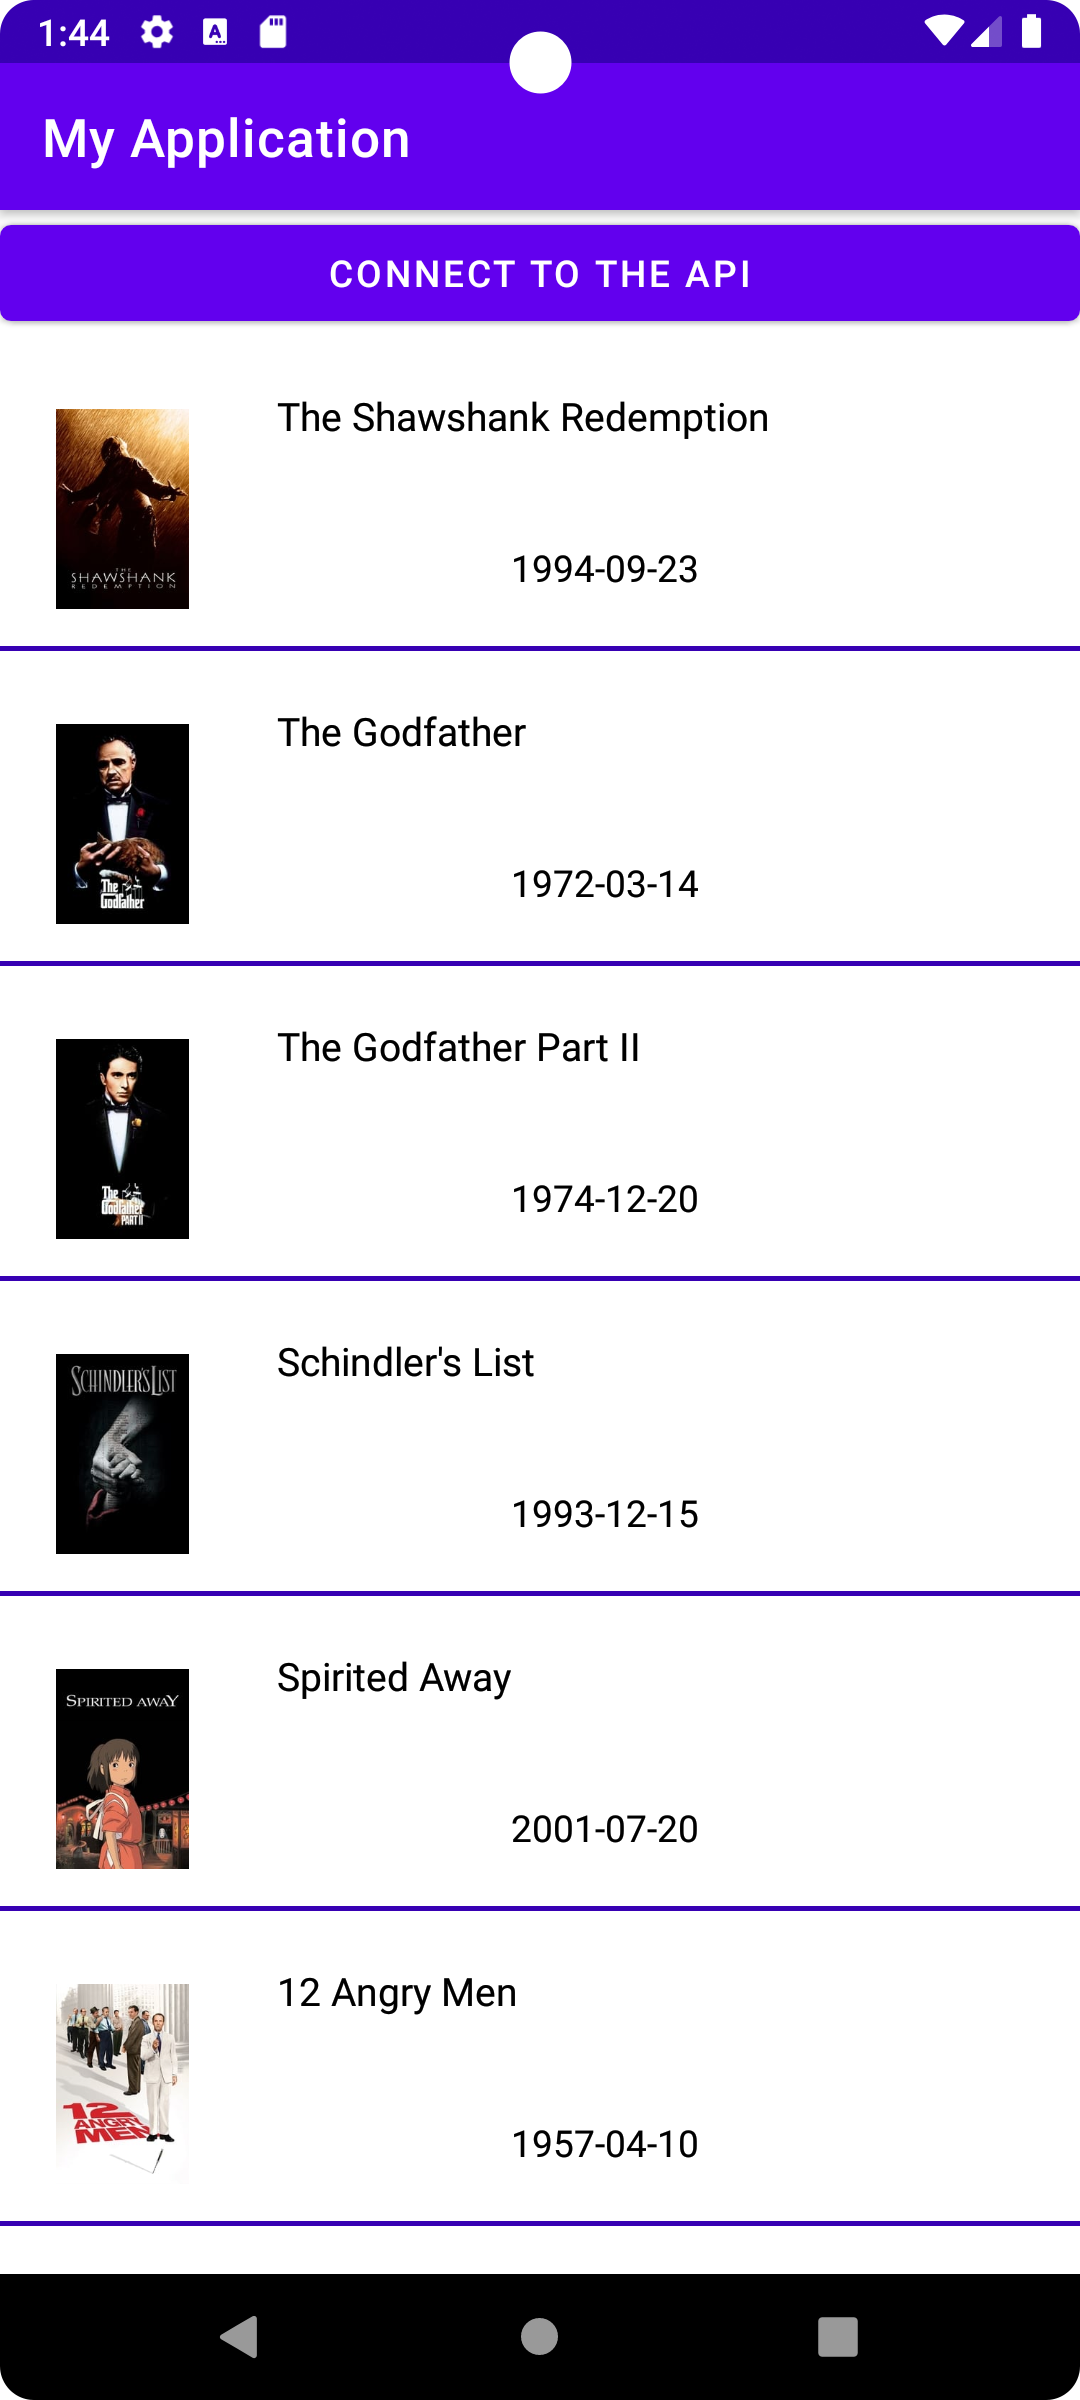 1:44
My Application
CONNECT TO THE API
The Shawshank Redemption
THE
SHAWSHANK
REDEMPTION
1994-09-23
The Godfather
The
Godfather
1972-03-14
The Godfather Part II
The
Godfather
PART II
1974-12-20
Schindler's List
SCHINDLER'S LIST
1993-12-15
Spirited Away
SPIRITED AWAY
2001-07-20
12 Angry Men
12
ANGRY
MEN
1957-04-10